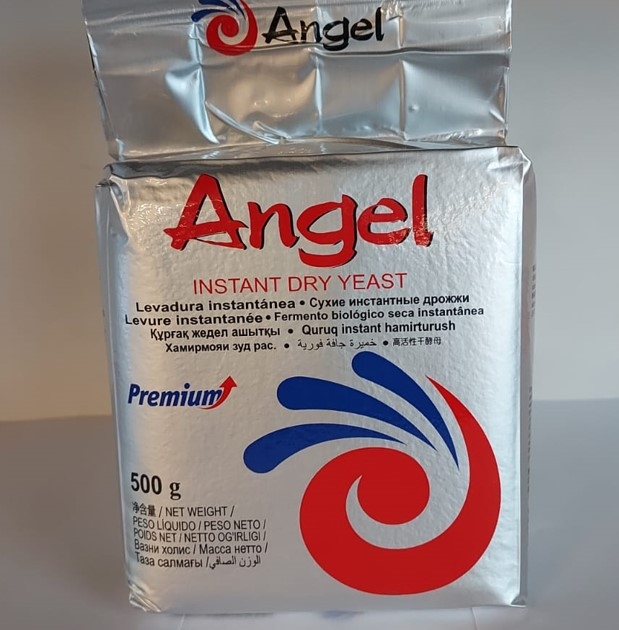 Angel
Angel
INSTANT DRY YEAST
Levadura instantánea • Сухие инстантные дрожжи
Levure instantanée • Fermento biológico seca instantânea
Құрғақ жедел ашытқы • Quruq instant hamirturush
Хамирмояи зуд рас. • خميرة جافة فورية • 高活性干酵母
Premium
500 g
净含量 / NET WEIGHT /
PESO LÍQUIDO / PESO NETO /
POIDS NET / NETTO OG'IRLIGI /
Вазни холис / Масса нетто /
Таза салмағы / الوزن الصافي